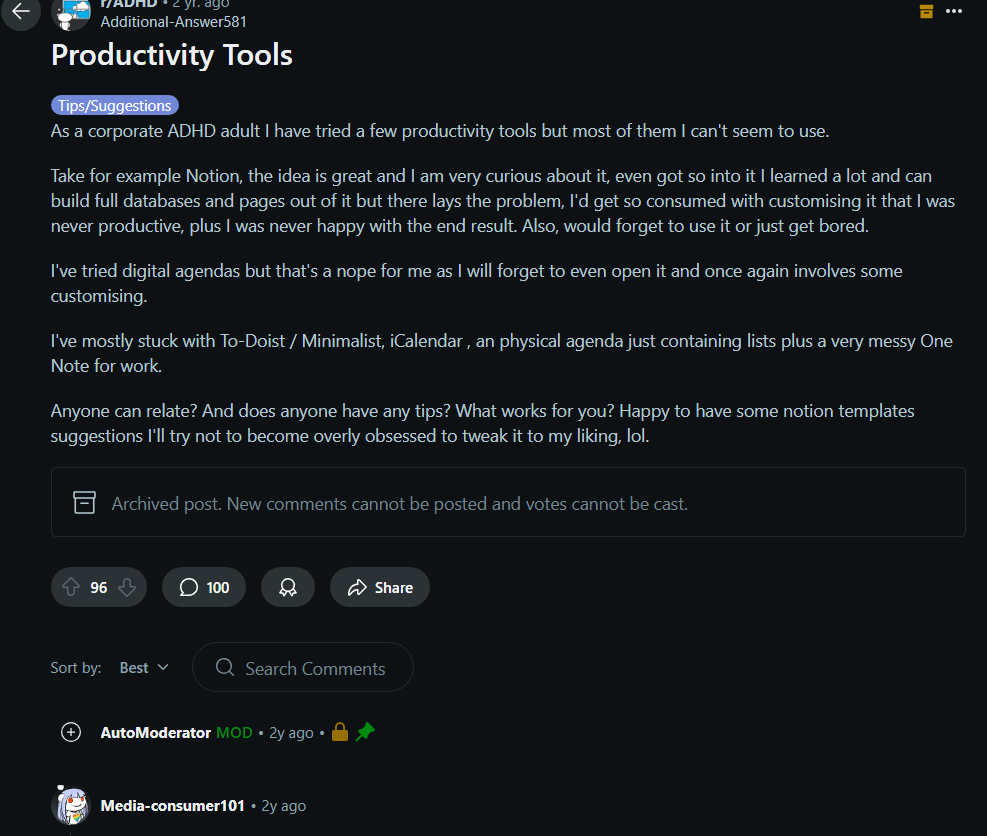 r/ADHD • 2 yr. ago
Additional-Answer581
Productivity Tools
Tips/Suggestions
As a corporate ADHD adult I have tried a few productivity tools but most of them I can't seem to use.
Take for example Notion, the idea is great and I am very curious about it, even got so into it I learned a lot and can
build full databases and pages out of it but there lays the problem, I'd get so consumed with customising it that I was
never productive, plus I was never happy with the end result. Also, would forget to use it or just get bored.
I've tried digital agendas but that's a nope for me as I will forget to even open it and once again involves some
customising.
I've mostly stuck with To-Doist / Minimalist, iCalendar , an physical agenda just containing lists plus a very messy One
Note for work.
Anyone can relate? And does anyone have any tips? What works for you? Happy to have some notion templates
suggestions I'll try not to become overly obsessed to tweak it to my liking, lol.
Archived post. New comments cannot be posted and votes cannot be cast.
96 100 Share
Sort by: Best Search Comments
AutoModerator MOD • 2y ago •
Media-consumer101 • 2y ago